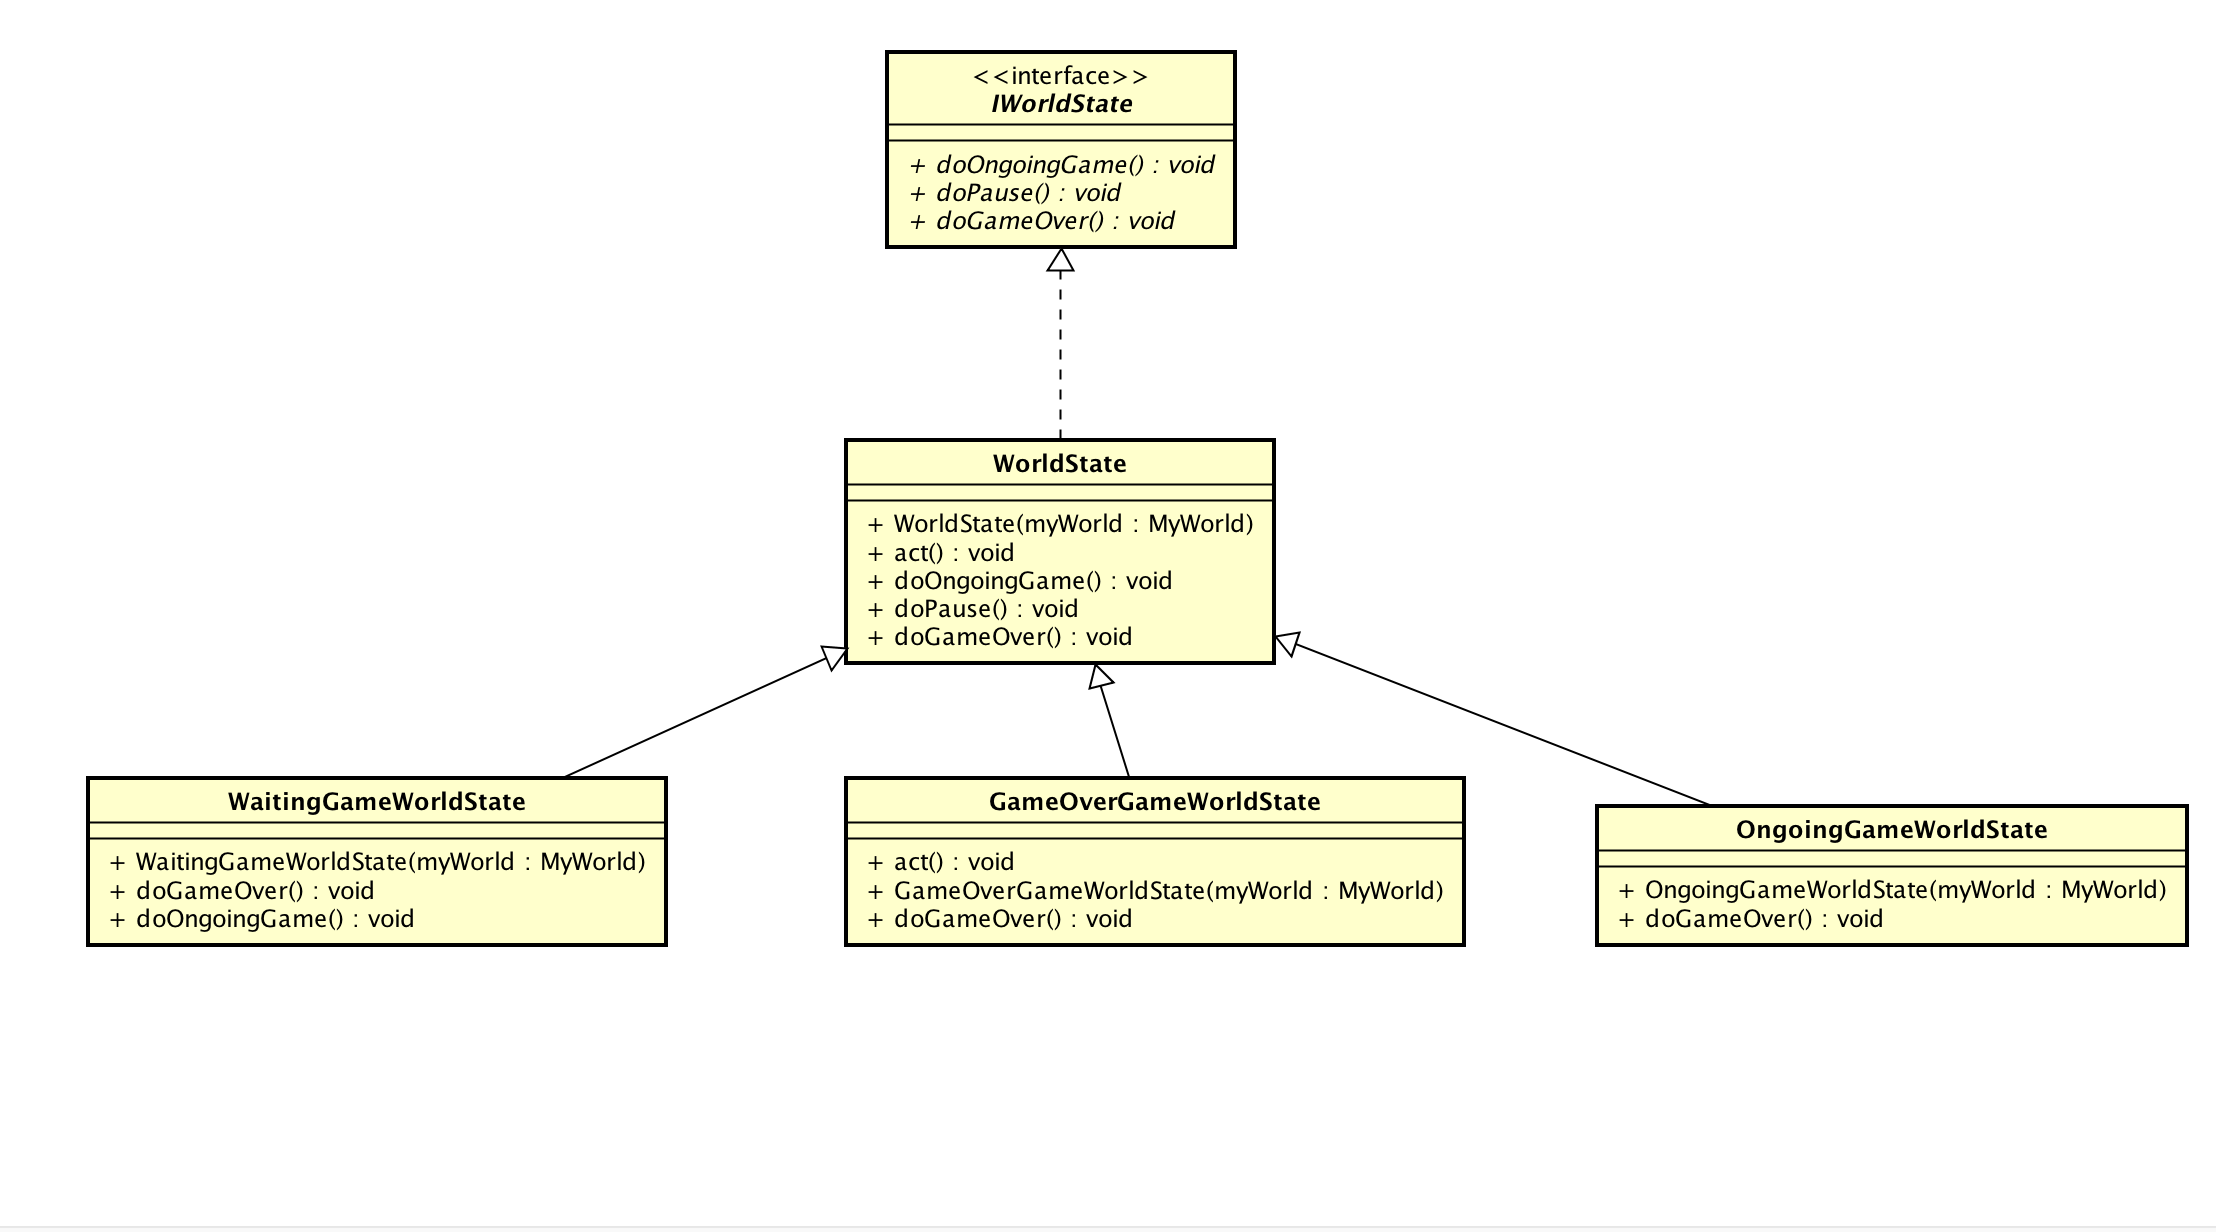 <<interface>>
IWorldState
+ doOngoingGame() : void
+ doPause() : void
+ doGameOver() : void
WorldState
+ WorldState(myWorld : MyWorld)
+ act() : void
+ doOngoingGame() : void
+ doPause() : void
+ doGameOver() : void
WaitingGameWorldState
+ WaitingGameWorldState(myWorld : MyWorld)
+ doGameOver() : void
+ doOngoingGame() : void
GameOverGameWorldState
+ act() : void
+ GameOverGameWorldState(myWorld : MyWorld)
+ doGameOver() : void
OngoingGameWorldState
+ OngoingGameWorldState(myWorld : MyWorld)
+ doGameOver() : void